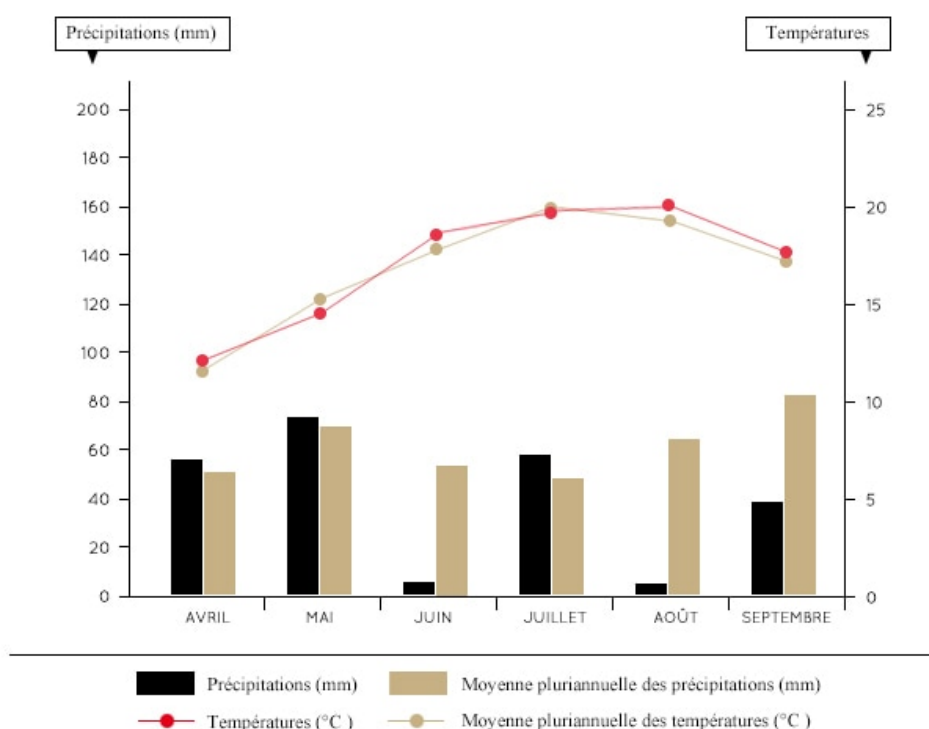 Précipitations (mm)
Températures
200
180
160
140
120
100
80
60
40
20
0
25
20
15
10
5
0
AVRIL
MAI
JUIN
JUILLET
AOÛT
SEPTEMBRE
Précipitations (mm)
Moyenne pluriannuelle des précipitations (mm)
Températures (°C )
Moyenne pluriannuelle des températures (°C )